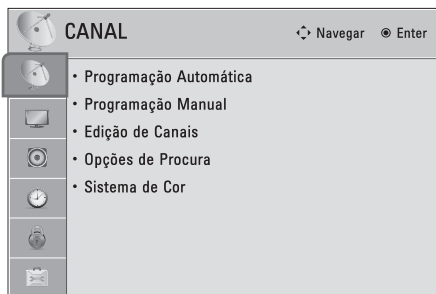 CANAL Navegar Enter
• Programação Automática
• Programação Manual
• Edição de Canais
• Opções de Procura
• Sistema de Cor